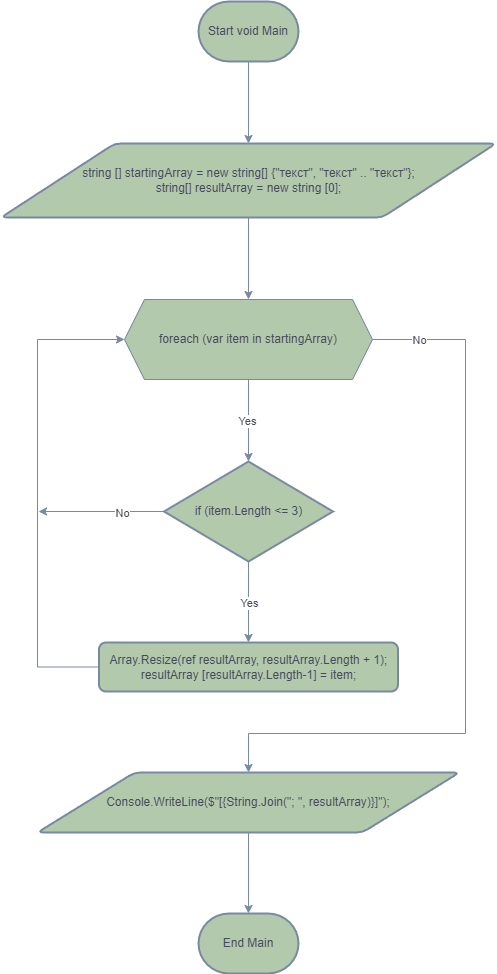 Start void Main
string [] startingArray = new string[] {"текст", "текст" .. "текст"};
string[] resultArray = new string [0];
foreach (var item in startingArray)
No
Yes
if (item.Length <= 3)
No
Yes
Array.Resize(ref resultArray, resultArray.Length + 1);
resultArray [resultArray.Length-1] = item;
Console.WriteLine($"[{String.Join("; ", resultArray)}]");
End Main